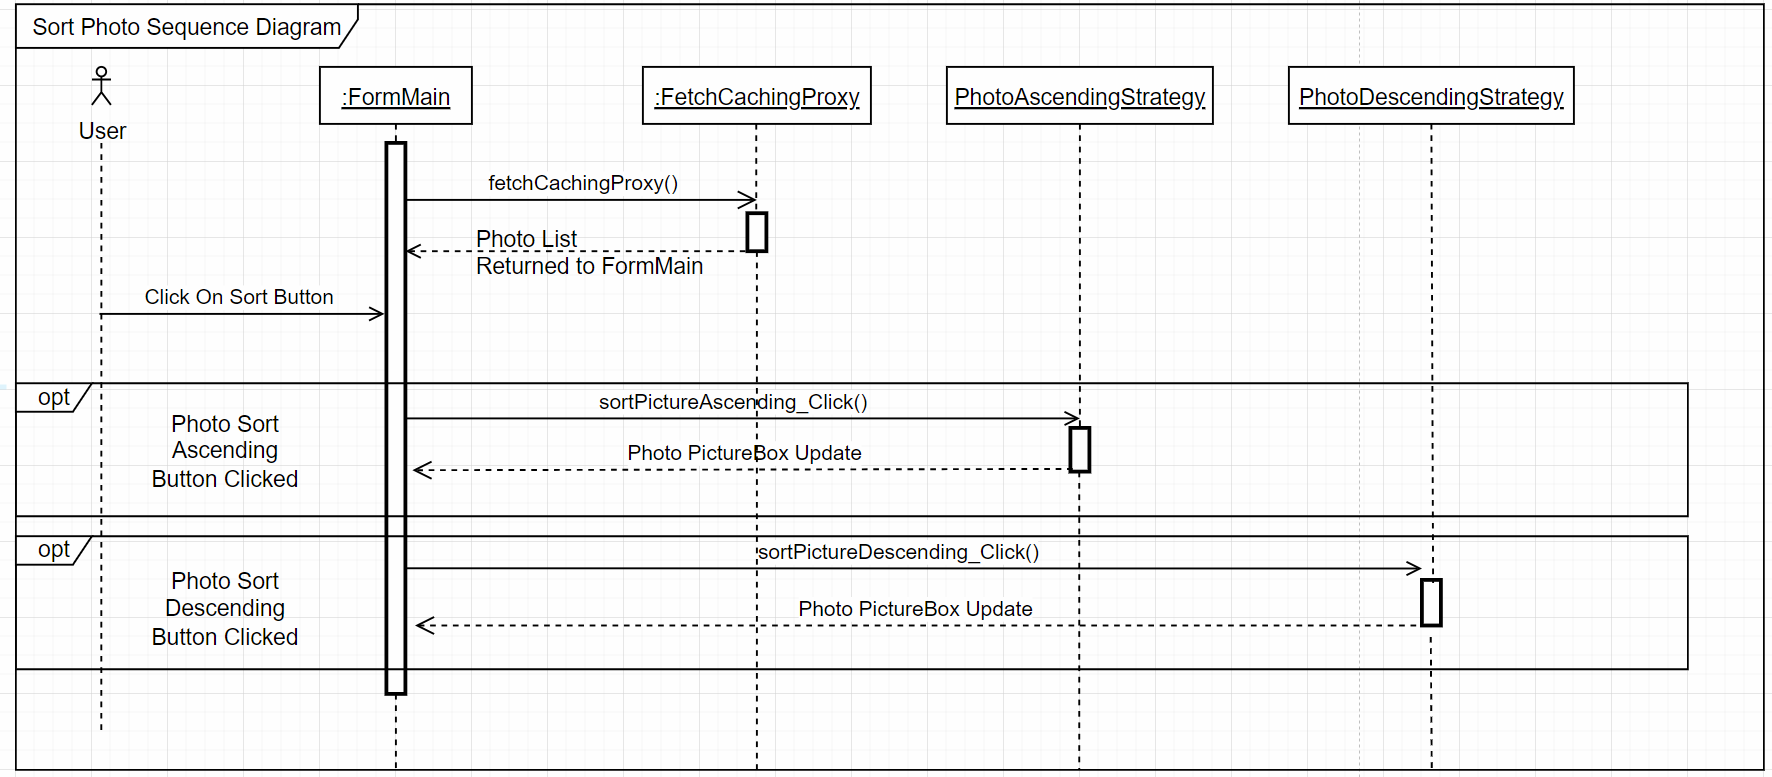 Sort Photo Sequence Diagram
User
:FormMain
:FetchCachingProxy
PhotoAscendingStrategy
PhotoDescendingStrategy
fetchCachingProxy()
Photo List
Returned to FormMain
Click On Sort Button
opt
sortPictureAscending_Click()
Photo Sort
Ascending
Button Clicked
Photo PictureBox Update
opt
sortPictureDescending_Click()
Photo Sort
Descending
Button Clicked
Photo PictureBox Update